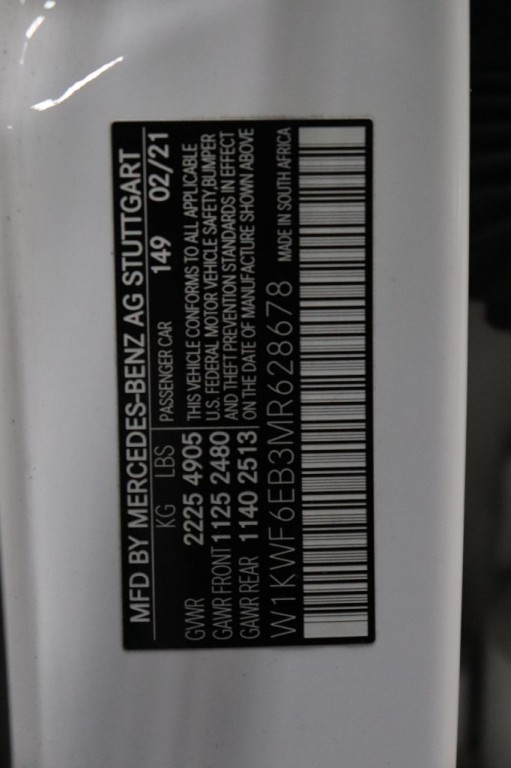 MFD BY MERCEDES-BENZ AG STUTTGART
KG LBS PASSENGER CAR 149 02/21
GVWR 2225 4905 THIS VEHICLE CONFORMS TO ALL APPLICABLE
GAWR FRONT 1125 2480 U.S. FEDERAL MOTOR VEHICLE SAFETY,BUMPER
AND THEFT PREVENTION STANDARDS IN EFFECT
GAWR REAR 1140 2513 ON THE DATE OF MANUFACTURE SHOWN ABOVE
W1KWF6EB3MR628678 MADE IN SOUTH AFRICA